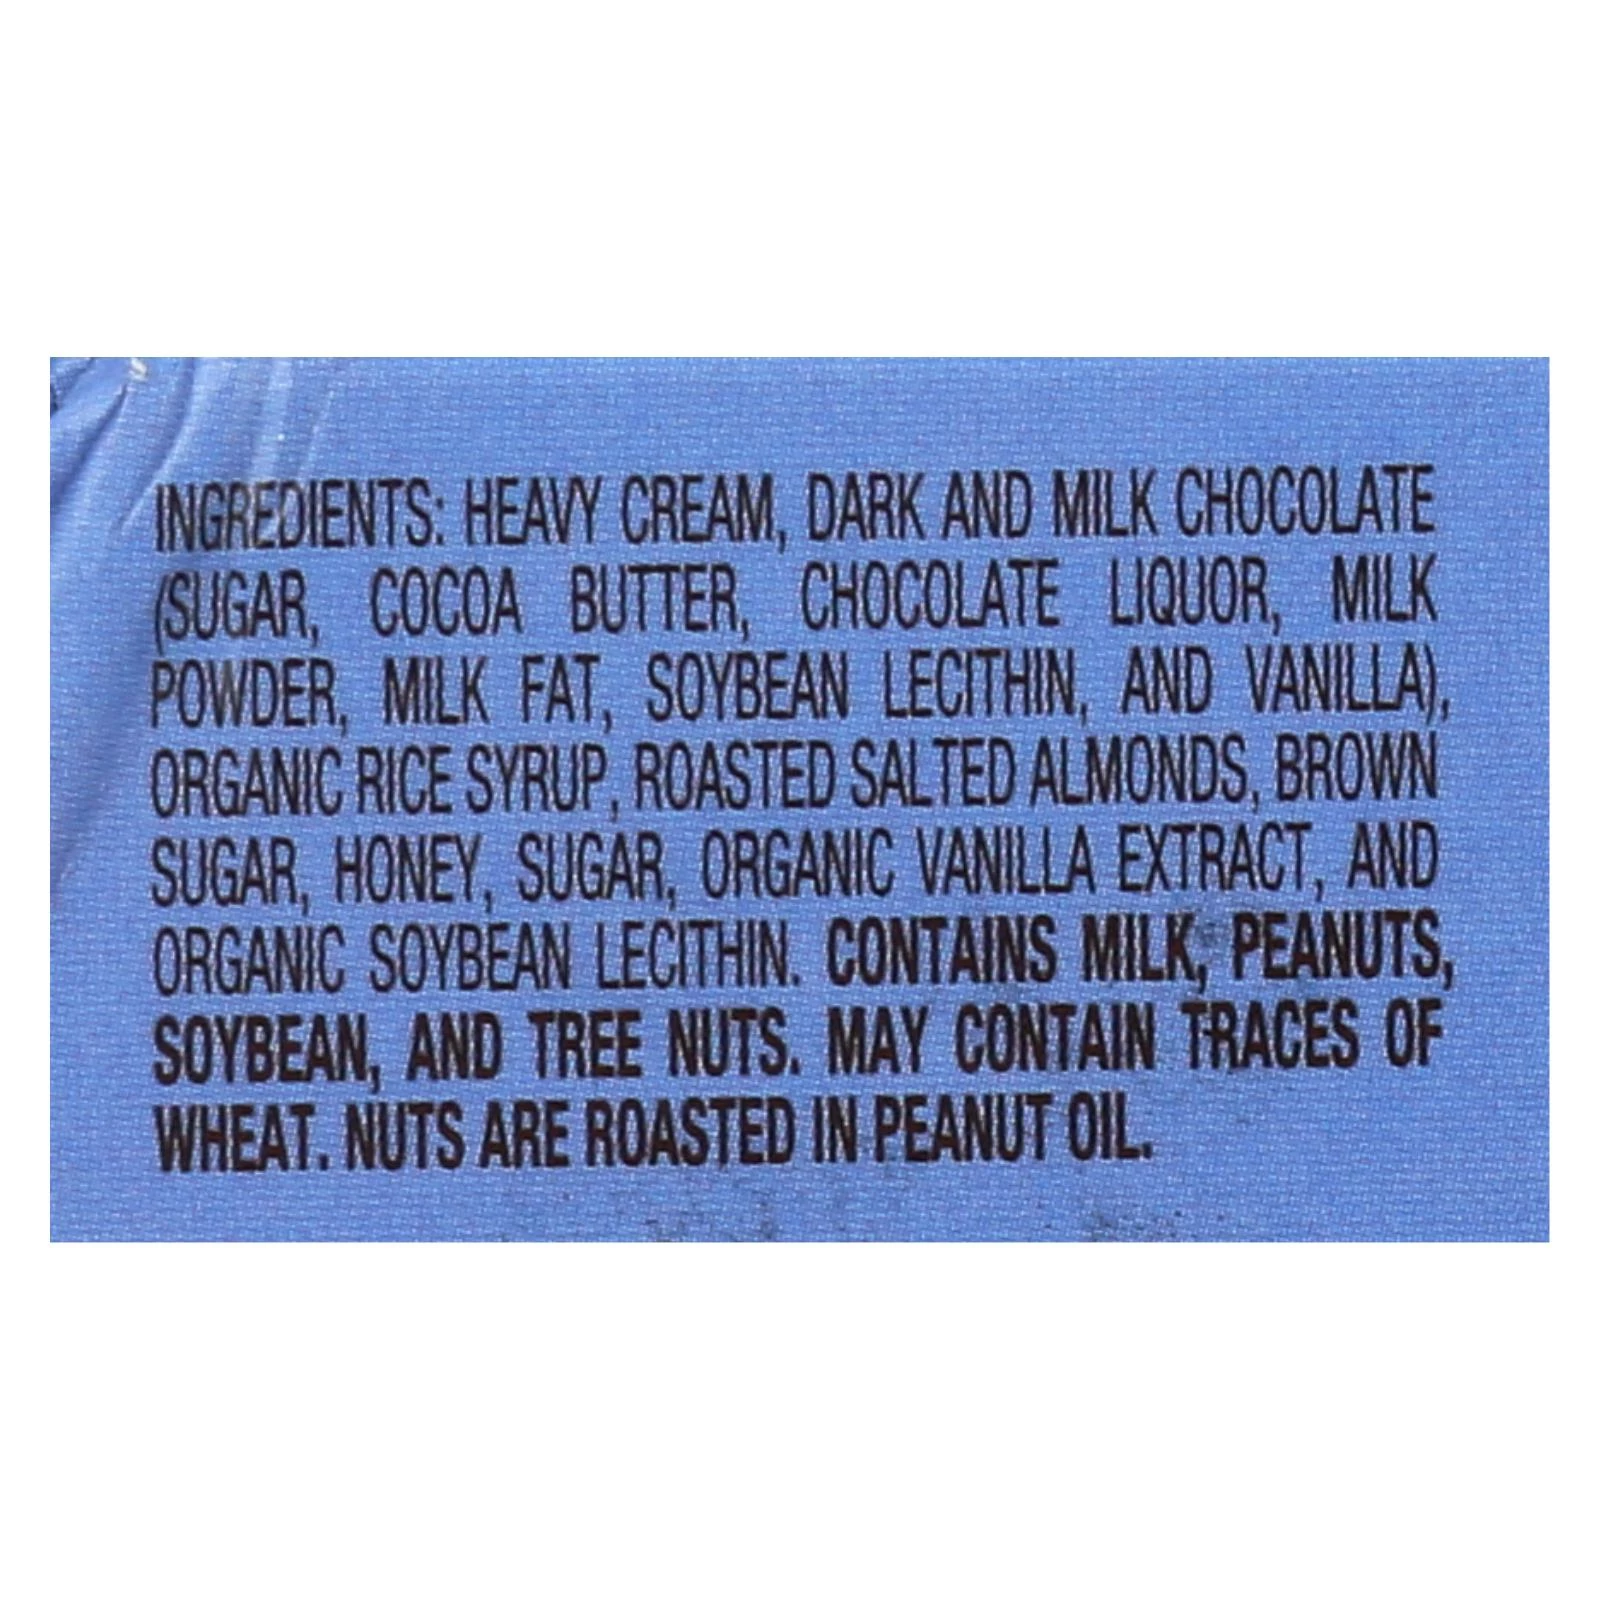 INGREDIENTS: HEAVY CREAM, DARK AND MILK CHOCOLATE
(SUGAR, COCOA BUTTER, CHOCOLATE LIQUOR, MILK
POWDER, MILK FAT, SOYBEAN LECITHIN, AND VANILLA),
ORGANIC RICE SYRUP, ROASTED SALTED ALMONDS, BROWN
SUGAR, HONEY, SUGAR, ORGANIC VANILLA EXTRACT, AND
ORGANIC SOYBEAN LECITHIN. CONTAINS MILK, PEANUTS,
SOYBEAN, AND TREE NUTS. MAY CONTAIN TRACES OF
WHEAT. NUTS ARE ROASTED IN PEANUT OIL.